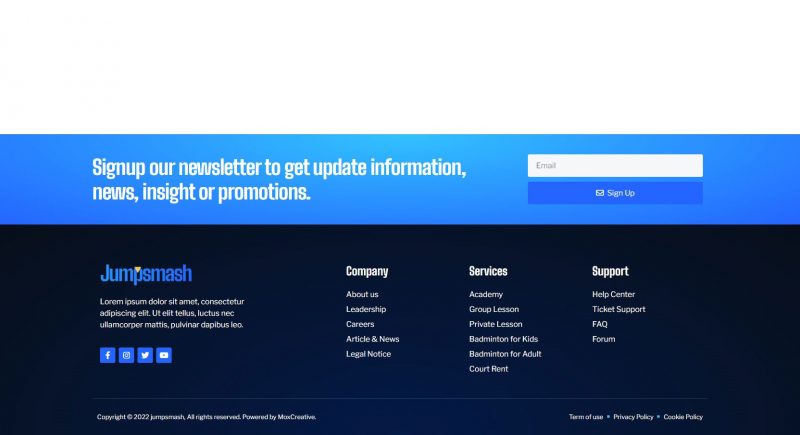 Signup our newsletter to get update information,
news, insight or promotions.
Email
Sign Up
Jumpsmash
Lorem ipsum dolor sit amet, consectetur
adipiscing elit. Ut elit tellus, luctus nec
ullamcorper mattis, pulvinar dapibus leo.
Company
About us
Leadership
Careers
Article & News
Legal Notice
Services
Academy
Group Lesson
Private Lesson
Badminton for Kids
Badminton for Adult
Court Rent
Support
Help Center
Ticket Support
FAQ
Forum
Copyright © 2022 jumpsmash, All rights reserved. Powered by MoxCreative.
Term of use • Privacy Policy • Cookie Policy